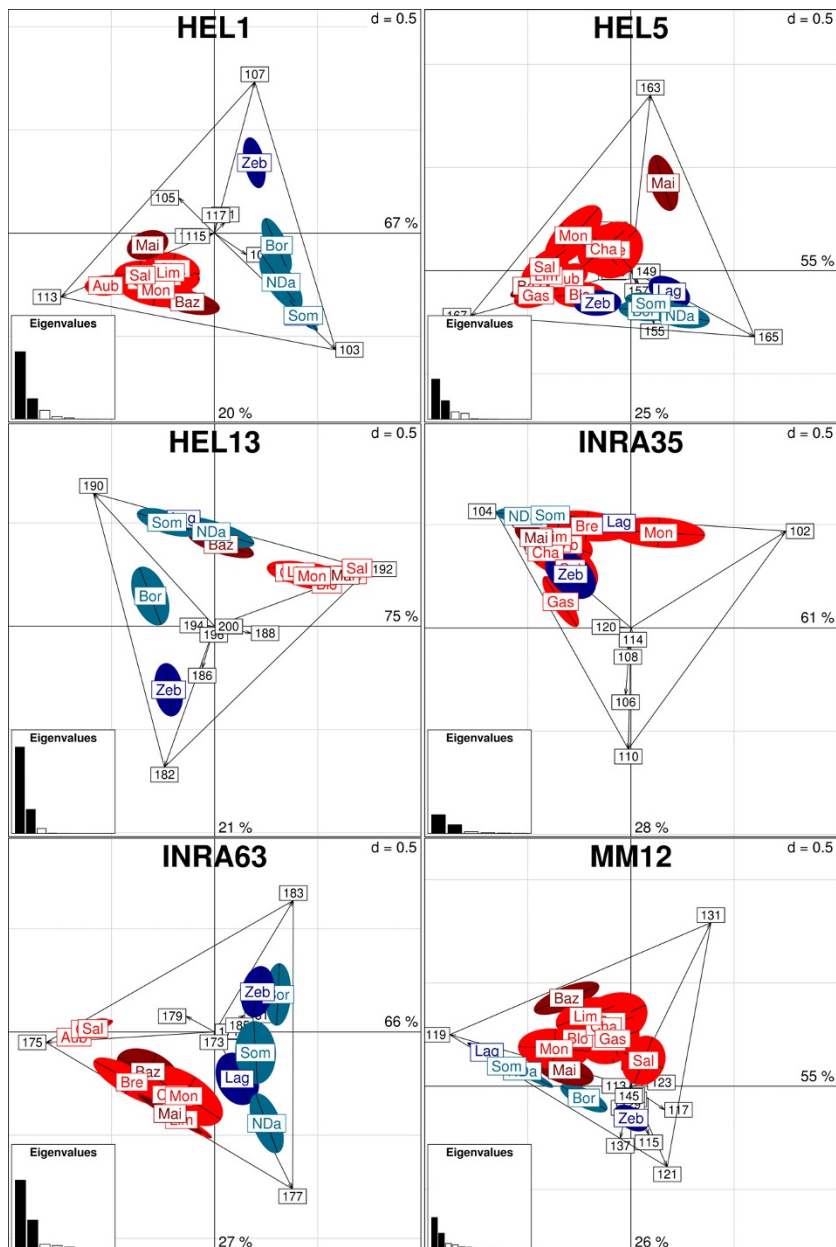 HEL1
d = 0.5
107
Zeb
105
117
67 %
115
Bor
Mai
Sal
Lim
Aub
NDa
Mon
113
Baz
Som
103
Eigenvalues
20 %
HEL5
d = 0.5
163
Mai
Mon
Cha
55 %
Sal
149
Gas
Zeb
Lag
Som
NDa
155
165
Eigenvalues
25 %
HEL13
d = 0.5
190
Som
NDa
Baz
Sal
192
Mon
Bor
75 %
194
200
188
186
Zeb
182
Eigenvalues
21 %
INRA35
d = 0.5
104
Som
Bre
Lag
Mon
102
Mai
Cha
Zeb
Gas
61 %
120
114
108
106
110
Eigenvalues
28 %
INRA63
d = 0.5
183
Zeb
179
66 %
Sal
175
173
Som
Baz
Bre
Lag
Mon
Mai
NDa
177
Eigenvalues
27 %
MM12
d = 0.5
131
Baz
Lim
119
Gas
Mon
Lag
Sal
Som
Mai
55 %
113
123
145
Bor
117
Zeb
137
115
121
Eigenvalues
26 %